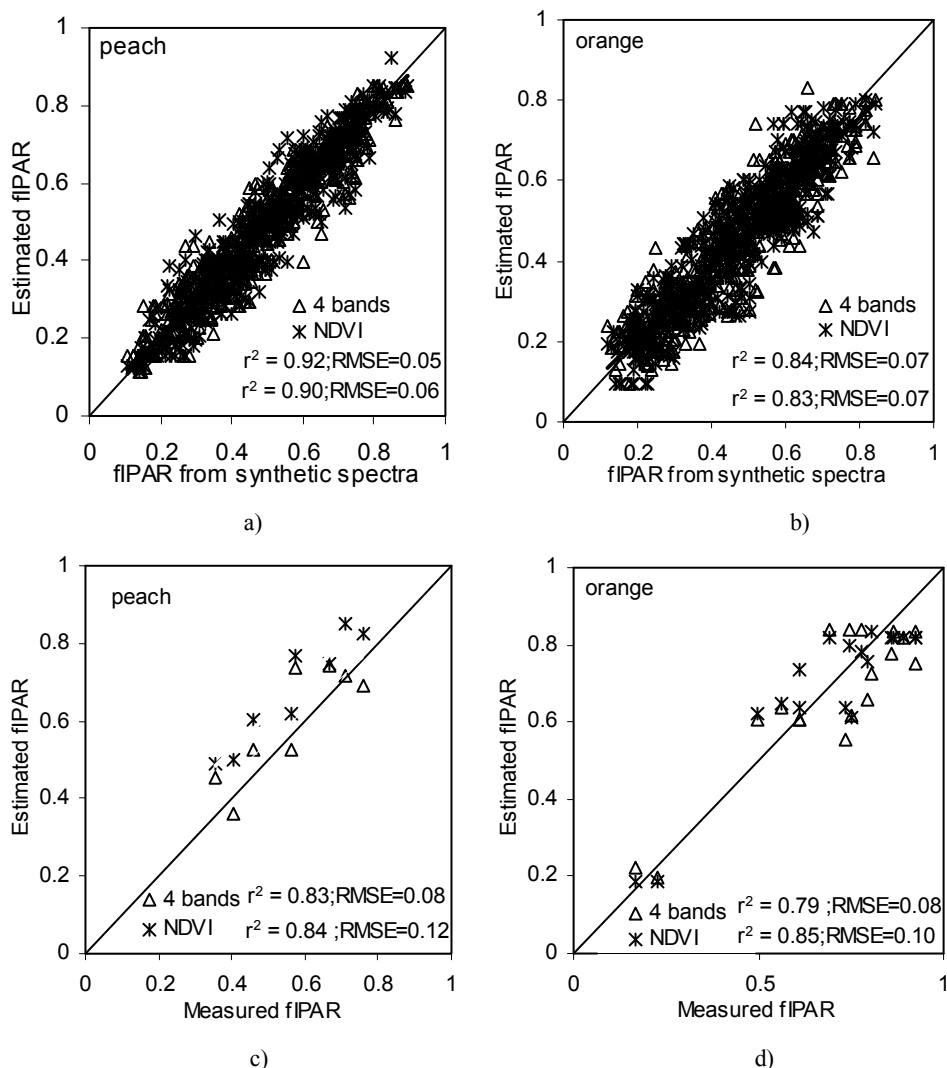 peach
Estimated fIPAR
1
0.8
0.6
0.4
0.2
0
4 bands
NDVI
r² = 0.92;RMSE=0.05
r² = 0.90;RMSE=0.06
0 0.2 0.4 0.6 0.8 1
fIPAR from synthetic spectra
a)
orange
Estimated fIPAR
1
0.8
0.6
0.4
0.2
0
4 bands
NDVI
r² = 0.84;RMSE=0.07
r² = 0.83;RMSE=0.07
0 0.2 0.4 0.6 0.8 1
fIPAR from synthetic spectra
b)
peach
Estimated fIPAR
1
0.8
0.6
0.4
0.2
0
4 bands r² = 0.83;RMSE=0.08
NDVI r² = 0.84 ;RMSE=0.12
0 0.2 0.4 0.6 0.8 1
Measured fIPAR
c)
orange
Estimated fIPAR
1
0.8
0.6
0.4
0.2
0
4 bands r² = 0.79 ;RMSE=0.08
NDVI r² = 0.85;RMSE=0.10
0 0.5 1
Measured fIPAR
d)